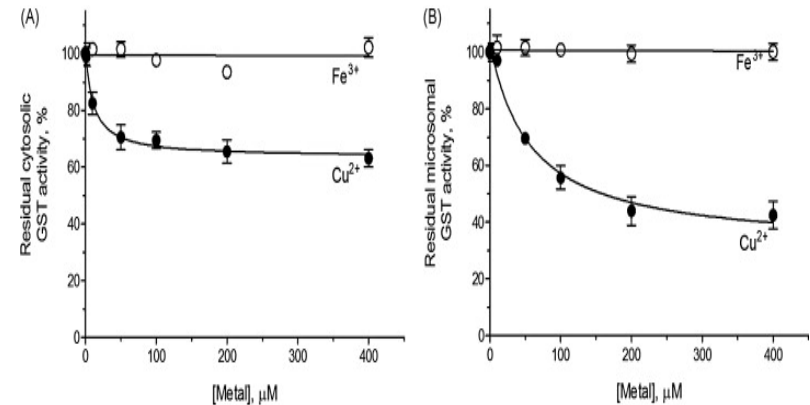 (A)
Residual cytosolic
GST activity, %
100
80
60
40
20
0
Fe³⁺
Cu²⁺
0
100
200
300
400
[Metal], μM
(B)
Residual microsomal
GST activity, %
100
80
60
40
20
0
Fe³⁺
Cu²⁺
0
100
200
300
400
[Metal], μM